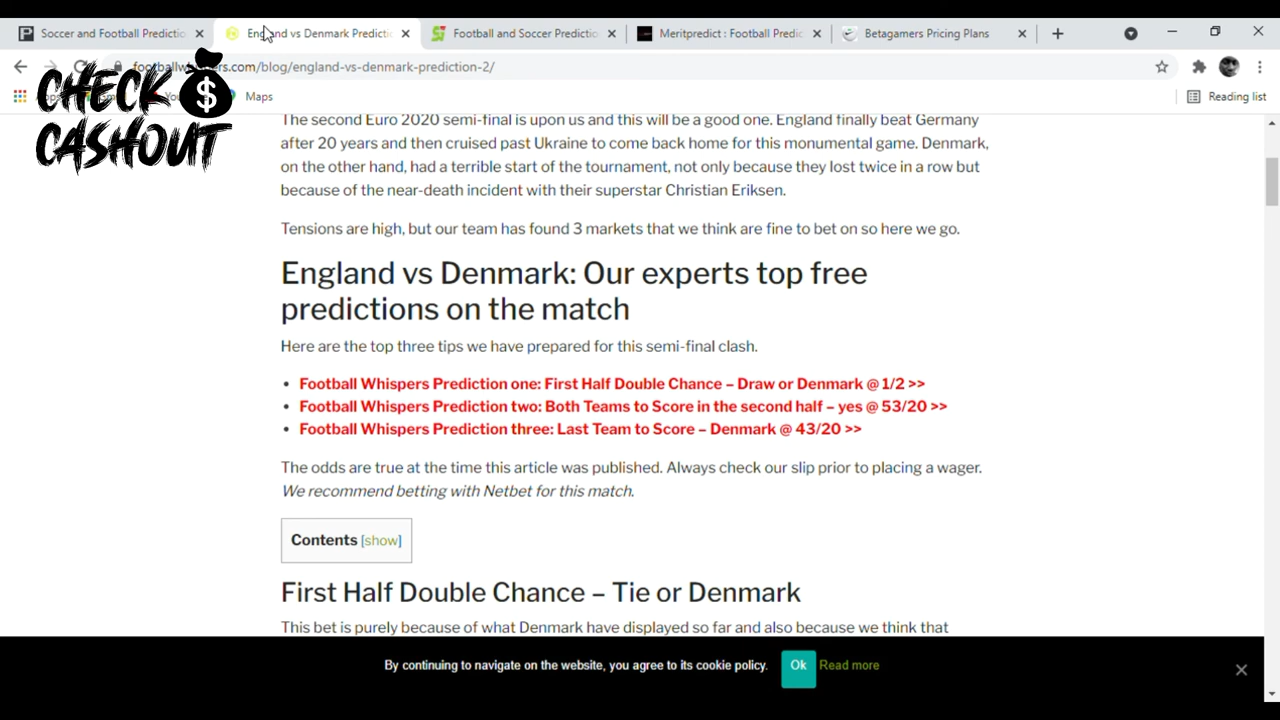 Soccer and Football Predictio
England vs Denmark Predicti
Football and Soccer Predictio
Meritpredict : Football Predic
Betagamers Pricing Plans
footballwhispers.com/blog/england-vs-denmark-prediction-2/
Maps
Reading list
CHECK
CASHOUT
The second Euro 2020 semi-final is upon us and this will be a good one. England finally beat Germany
after 20 years and then cruised past Ukraine to come back home for this monumental game. Denmark,
on the other hand, had a terrible start of the tournament, not only because they lost twice in a row but
because of the near-death incident with their superstar Christian Eriksen.
Tensions are high, but our team has found 3 markets that we think are fine to bet on so here we go.
England vs Denmark: Our experts top free
predictions on the match
Here are the top three tips we have prepared for this semi-final clash.
• Football Whispers Prediction one: First Half Double Chance – Draw or Denmark @ 1/2 >>
• Football Whispers Prediction two: Both Teams to Score in the second half – yes @ 53/20 >>
• Football Whispers Prediction three: Last Team to Score – Denmark @ 43/20 >>
The odds are true at the time this article was published. Always check our slip prior to placing a wager.
We recommend betting with Netbet for this match.
Contents [show]
First Half Double Chance – Tie or Denmark
This bet is purely because of what Denmark have displayed so far and also because we think that
By continuing to navigate on the website, you agree to its cookie policy.
Ok
Read more